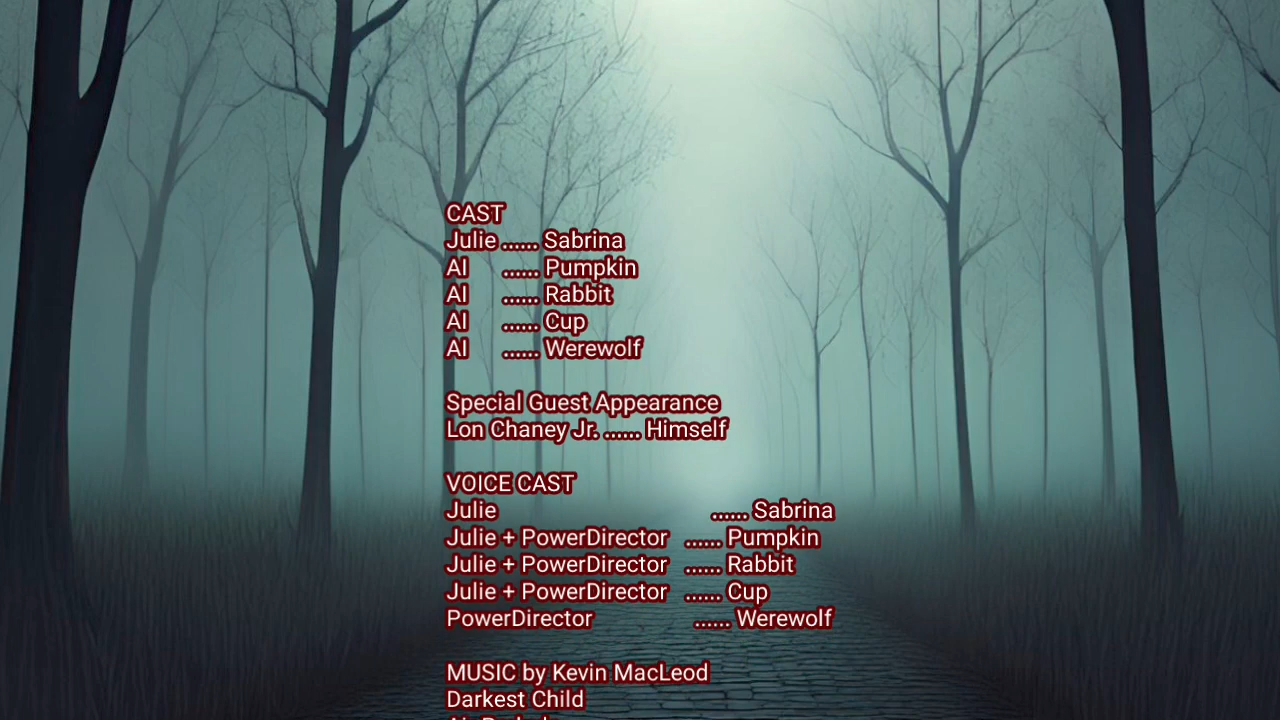 CAST
Julie ...... Sabrina
AI ...... Pumpkin
AI ...... Rabbit
AI ...... Cup
AI ...... Werewolf
Special Guest Appearance
Lon Chaney Jr. ...... Himself
VOICE CAST
Julie ...... Sabrina
Julie + PowerDirector ...... Pumpkin
Julie + PowerDirector ...... Rabbit
Julie + PowerDirector ...... Cup
PowerDirector ...... Werewolf
MUSIC by Kevin MacLeod
Darkest Child